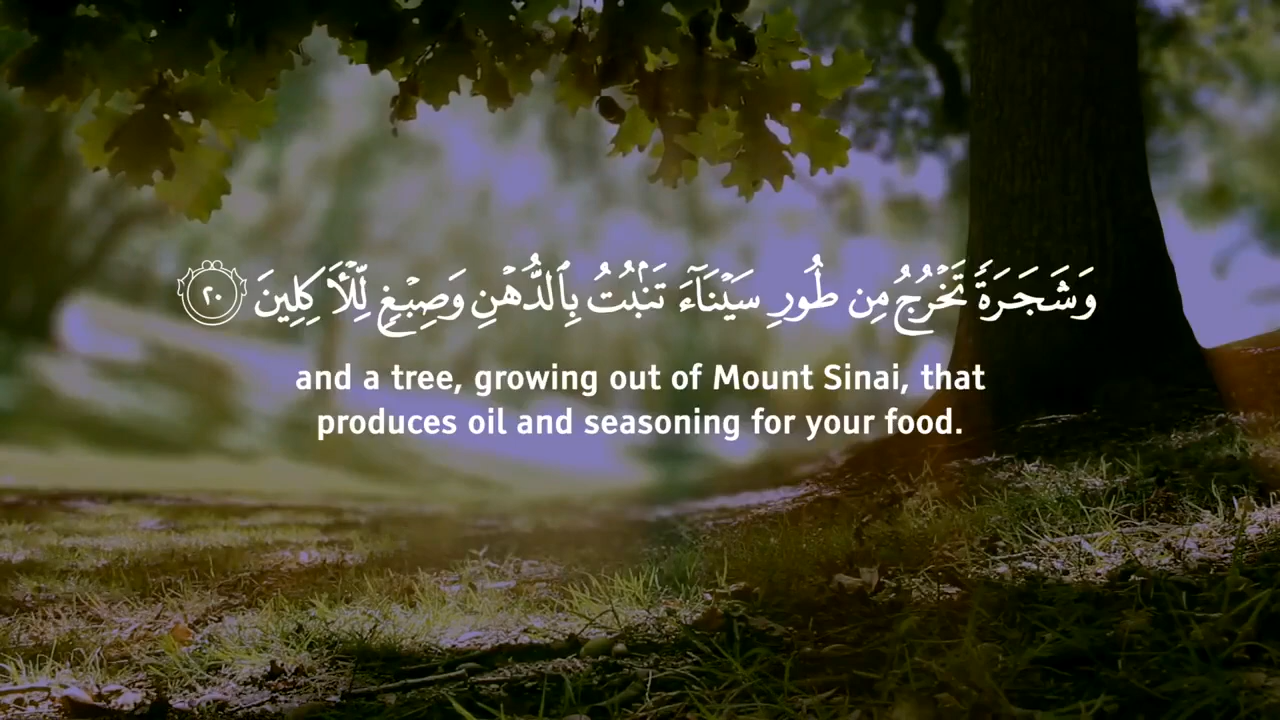 وَشَجَرَةٗ تَخۡرُجُ مِن طُورِ سَيۡنَآءَ تَنۢبُتُ بِٱلدُّهۡنِ وَصِبۡغٖ لِّلۡأٓكِلِينَ ٢٠
and a tree, growing out of Mount Sinai, that
produces oil and seasoning for your food.